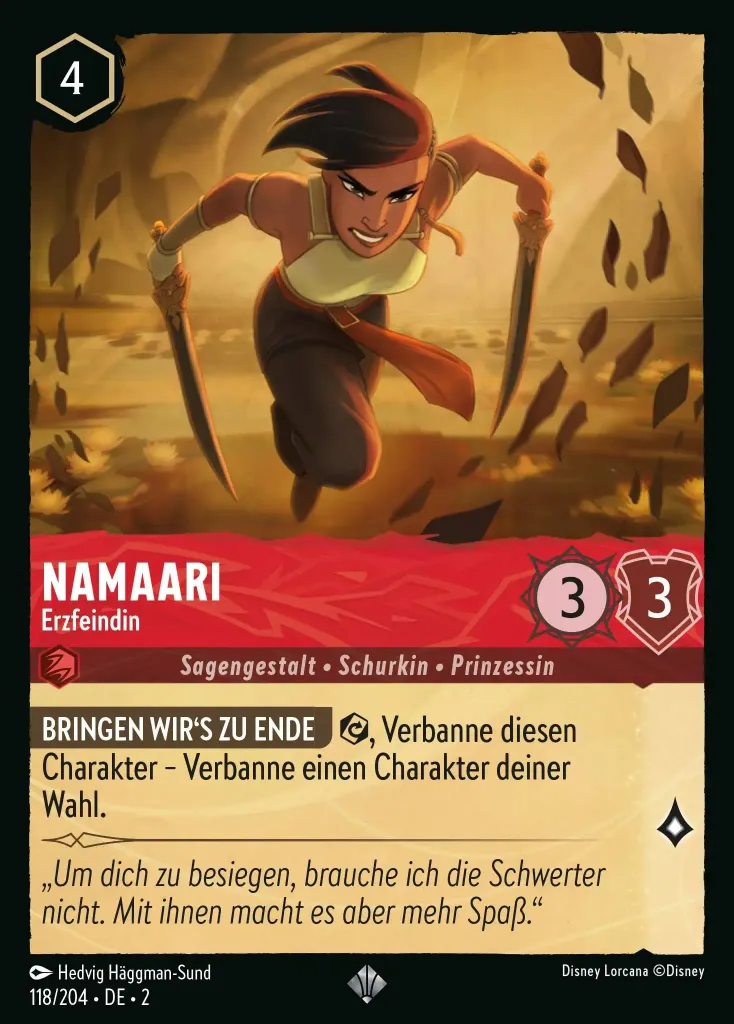 4
NAMAARI
Erzfeindin
3
3
Sagengestalt • Schurkin • Prinzessin
BRINGEN WIR‘S ZU ENDE , Verbanne diesen
Charakter – Verbanne einen Charakter deiner
Wahl.
„Um dich zu besiegen, brauche ich die Schwerter
nicht. Mit ihnen macht es aber mehr Spaß.“
Hedvig Häggman-Sund
Disney Lorcana ©Disney
118/204 • DE • 2